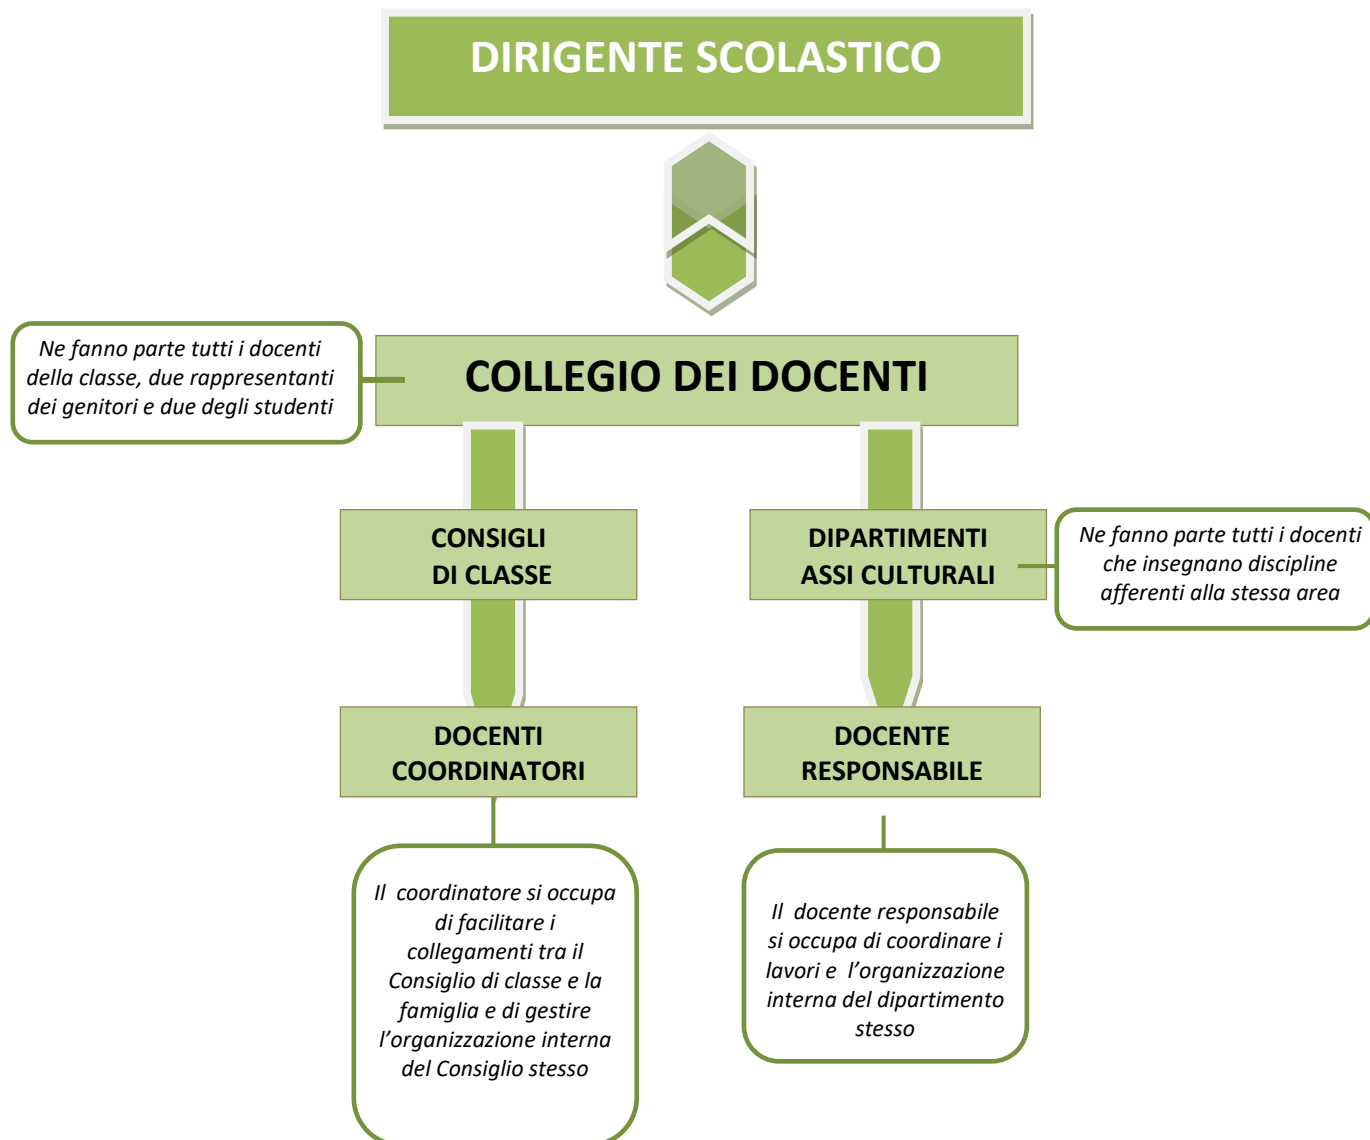 DIRIGENTE SCOLASTICO
Ne fanno parte tutti i docenti
della classe, due rappresentanti
dei genitori e due degli studenti
COLLEGIO DEI DOCENTI
CONSIGLI
DI CLASSE
DIPARTIMENTI
ASSI CULTURALI
Ne fanno parte tutti i docenti
che insegnano discipline
afferenti alla stessa area
DOCENTI
COORDINATORI
DOCENTE
RESPONSABILE
Il coordinatore si occupa
di facilitare i
collegamenti tra il
Consiglio di classe e la
famiglia e di gestire
l’organizzazione interna
del Consiglio stesso
Il docente responsabile
si occupa di coordinare i
lavori e l’organizzazione
interna del dipartimento
stesso